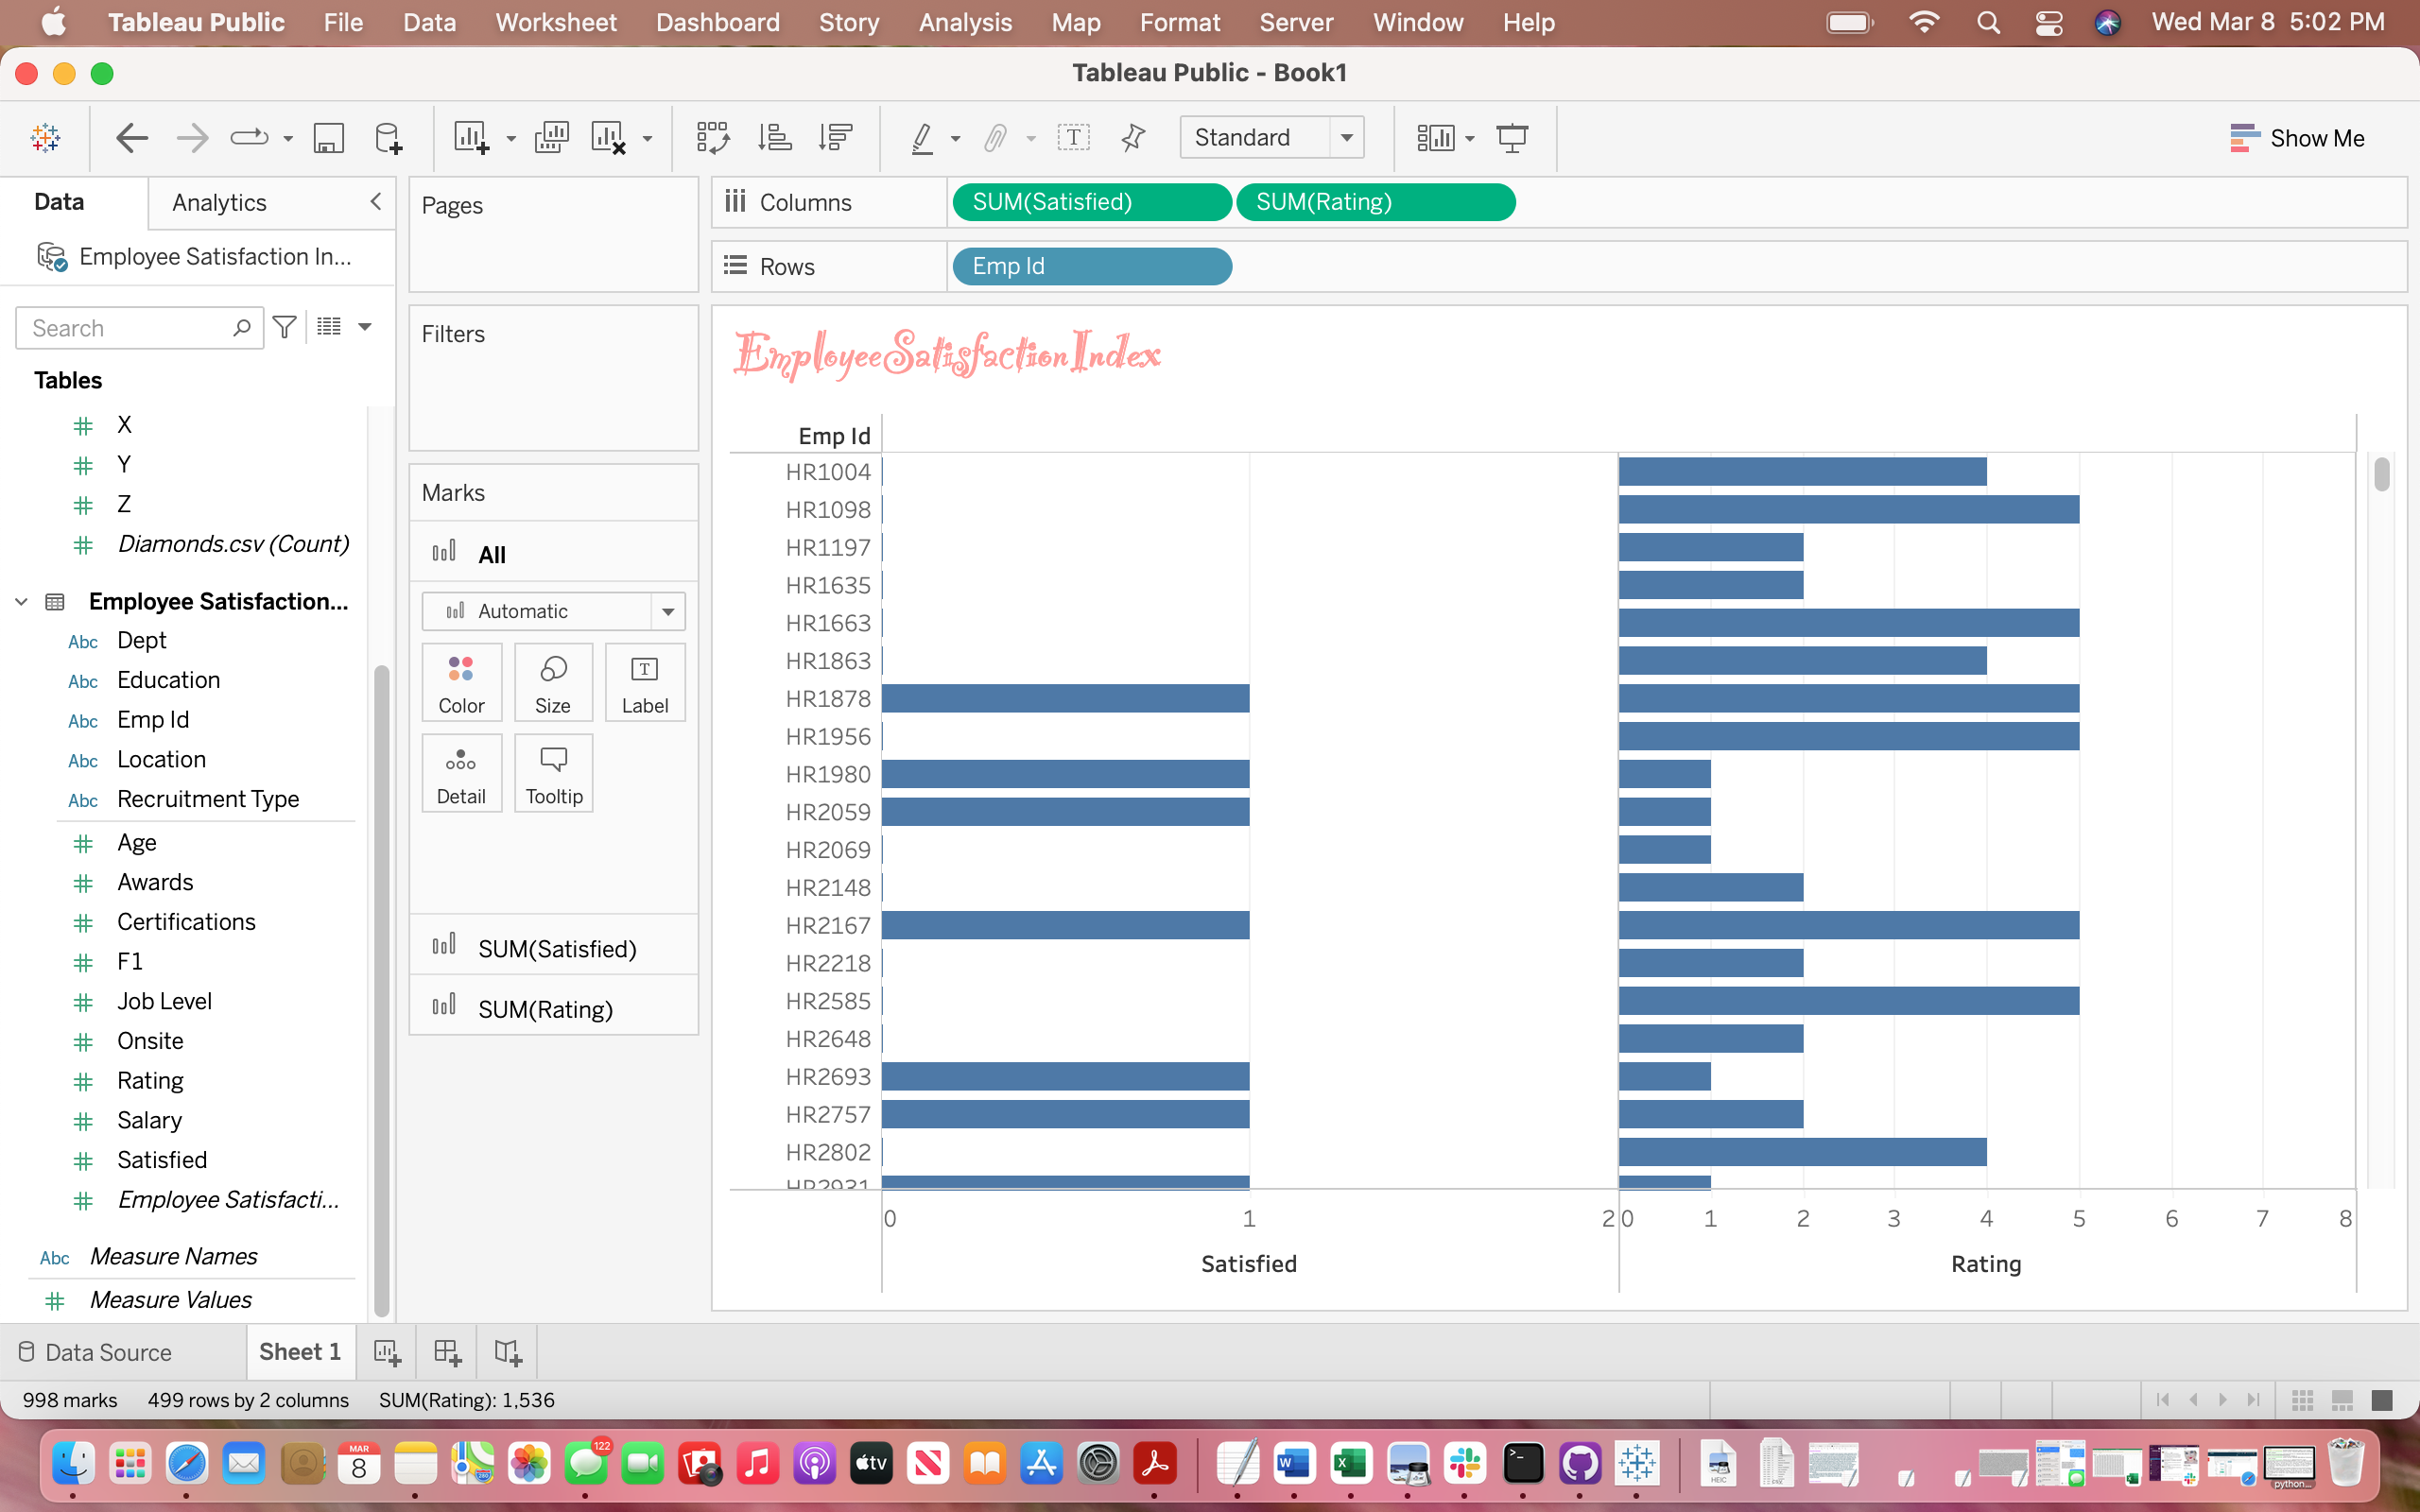 Tableau Public File Data Worksheet Dashboard Story Analysis Map Format Server Window Help Wed Mar 8 5:02 PM
Tableau Public - Book1
Standard Show Me
Data Analytics
Employee Satisfaction In...
Search
Tables
X
Y
Z
Diamonds.csv (Count)
Employee Satisfaction...
Abc Dept
Abc Education
Abc Emp Id
Abc Location
Abc Recruitment Type
Age
Awards
Certifications
F1
Job Level
Onsite
Rating
Salary
Satisfied
Employee Satisfacti...
Abc Measure Names
Measure Values
Pages
Filters
Marks
All
Automatic
Color Size Label
Detail Tooltip
SUM(Satisfied)
SUM(Rating)
Columns SUM(Satisfied) SUM(Rating)
Rows Emp Id
EmployeeSatisfactionIndex
Emp Id
HR1004
HR1098
HR1197
HR1635
HR1663
HR1863
HR1878
HR1956
HR1980
HR2059
HR2069
HR2148
HR2167
HR2218
HR2585
HR2648
HR2693
HR2757
HR2802
HR2931
0 1 2 0 1 2 3 4 5 6 7 8
Satisfied Rating
Data Source Sheet 1
998 marks 499 rows by 2 columns SUM(Rating): 1,536
MAR
8
122
280
tv
W
X
HEIC
python...